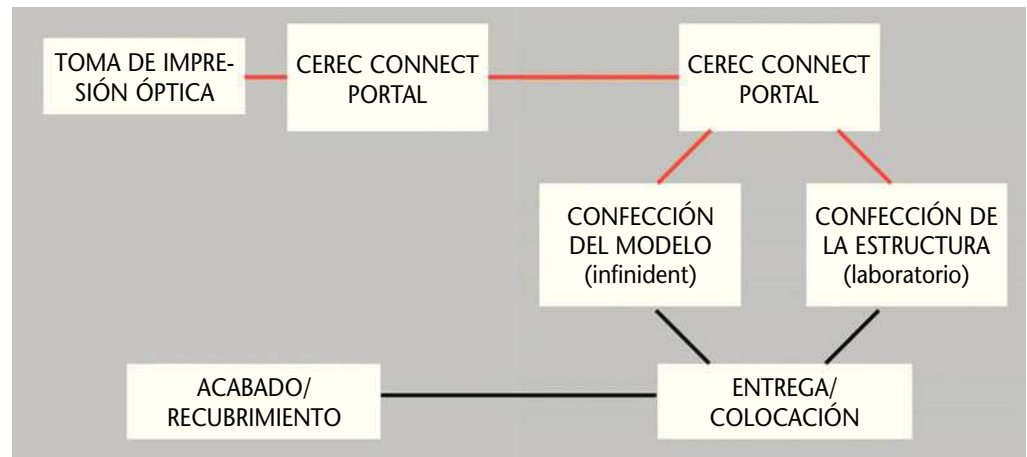 TOMA DE IMPRE-
SIÓN ÓPTICA
CEREC CONNECT
PORTAL
CEREC CONNECT
PORTAL
CONFECCIÓN
DEL MODELO
(infinident)
CONFECCIÓN DE
LA ESTRUCTURA
(laboratorio)
ACABADO/
RECUBRIMIENTO
ENTREGA/
COLOCACIÓN